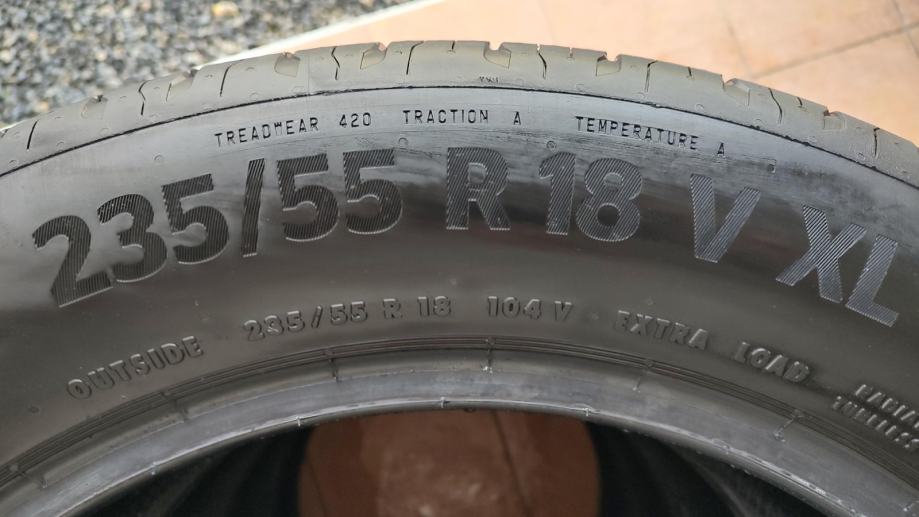 TREADWEAR 420 TRACTION A TEMPERATURE A
235/55 R 18 V XL
OUTSIDE 235/55 R 18 104 V EXTRA LOAD